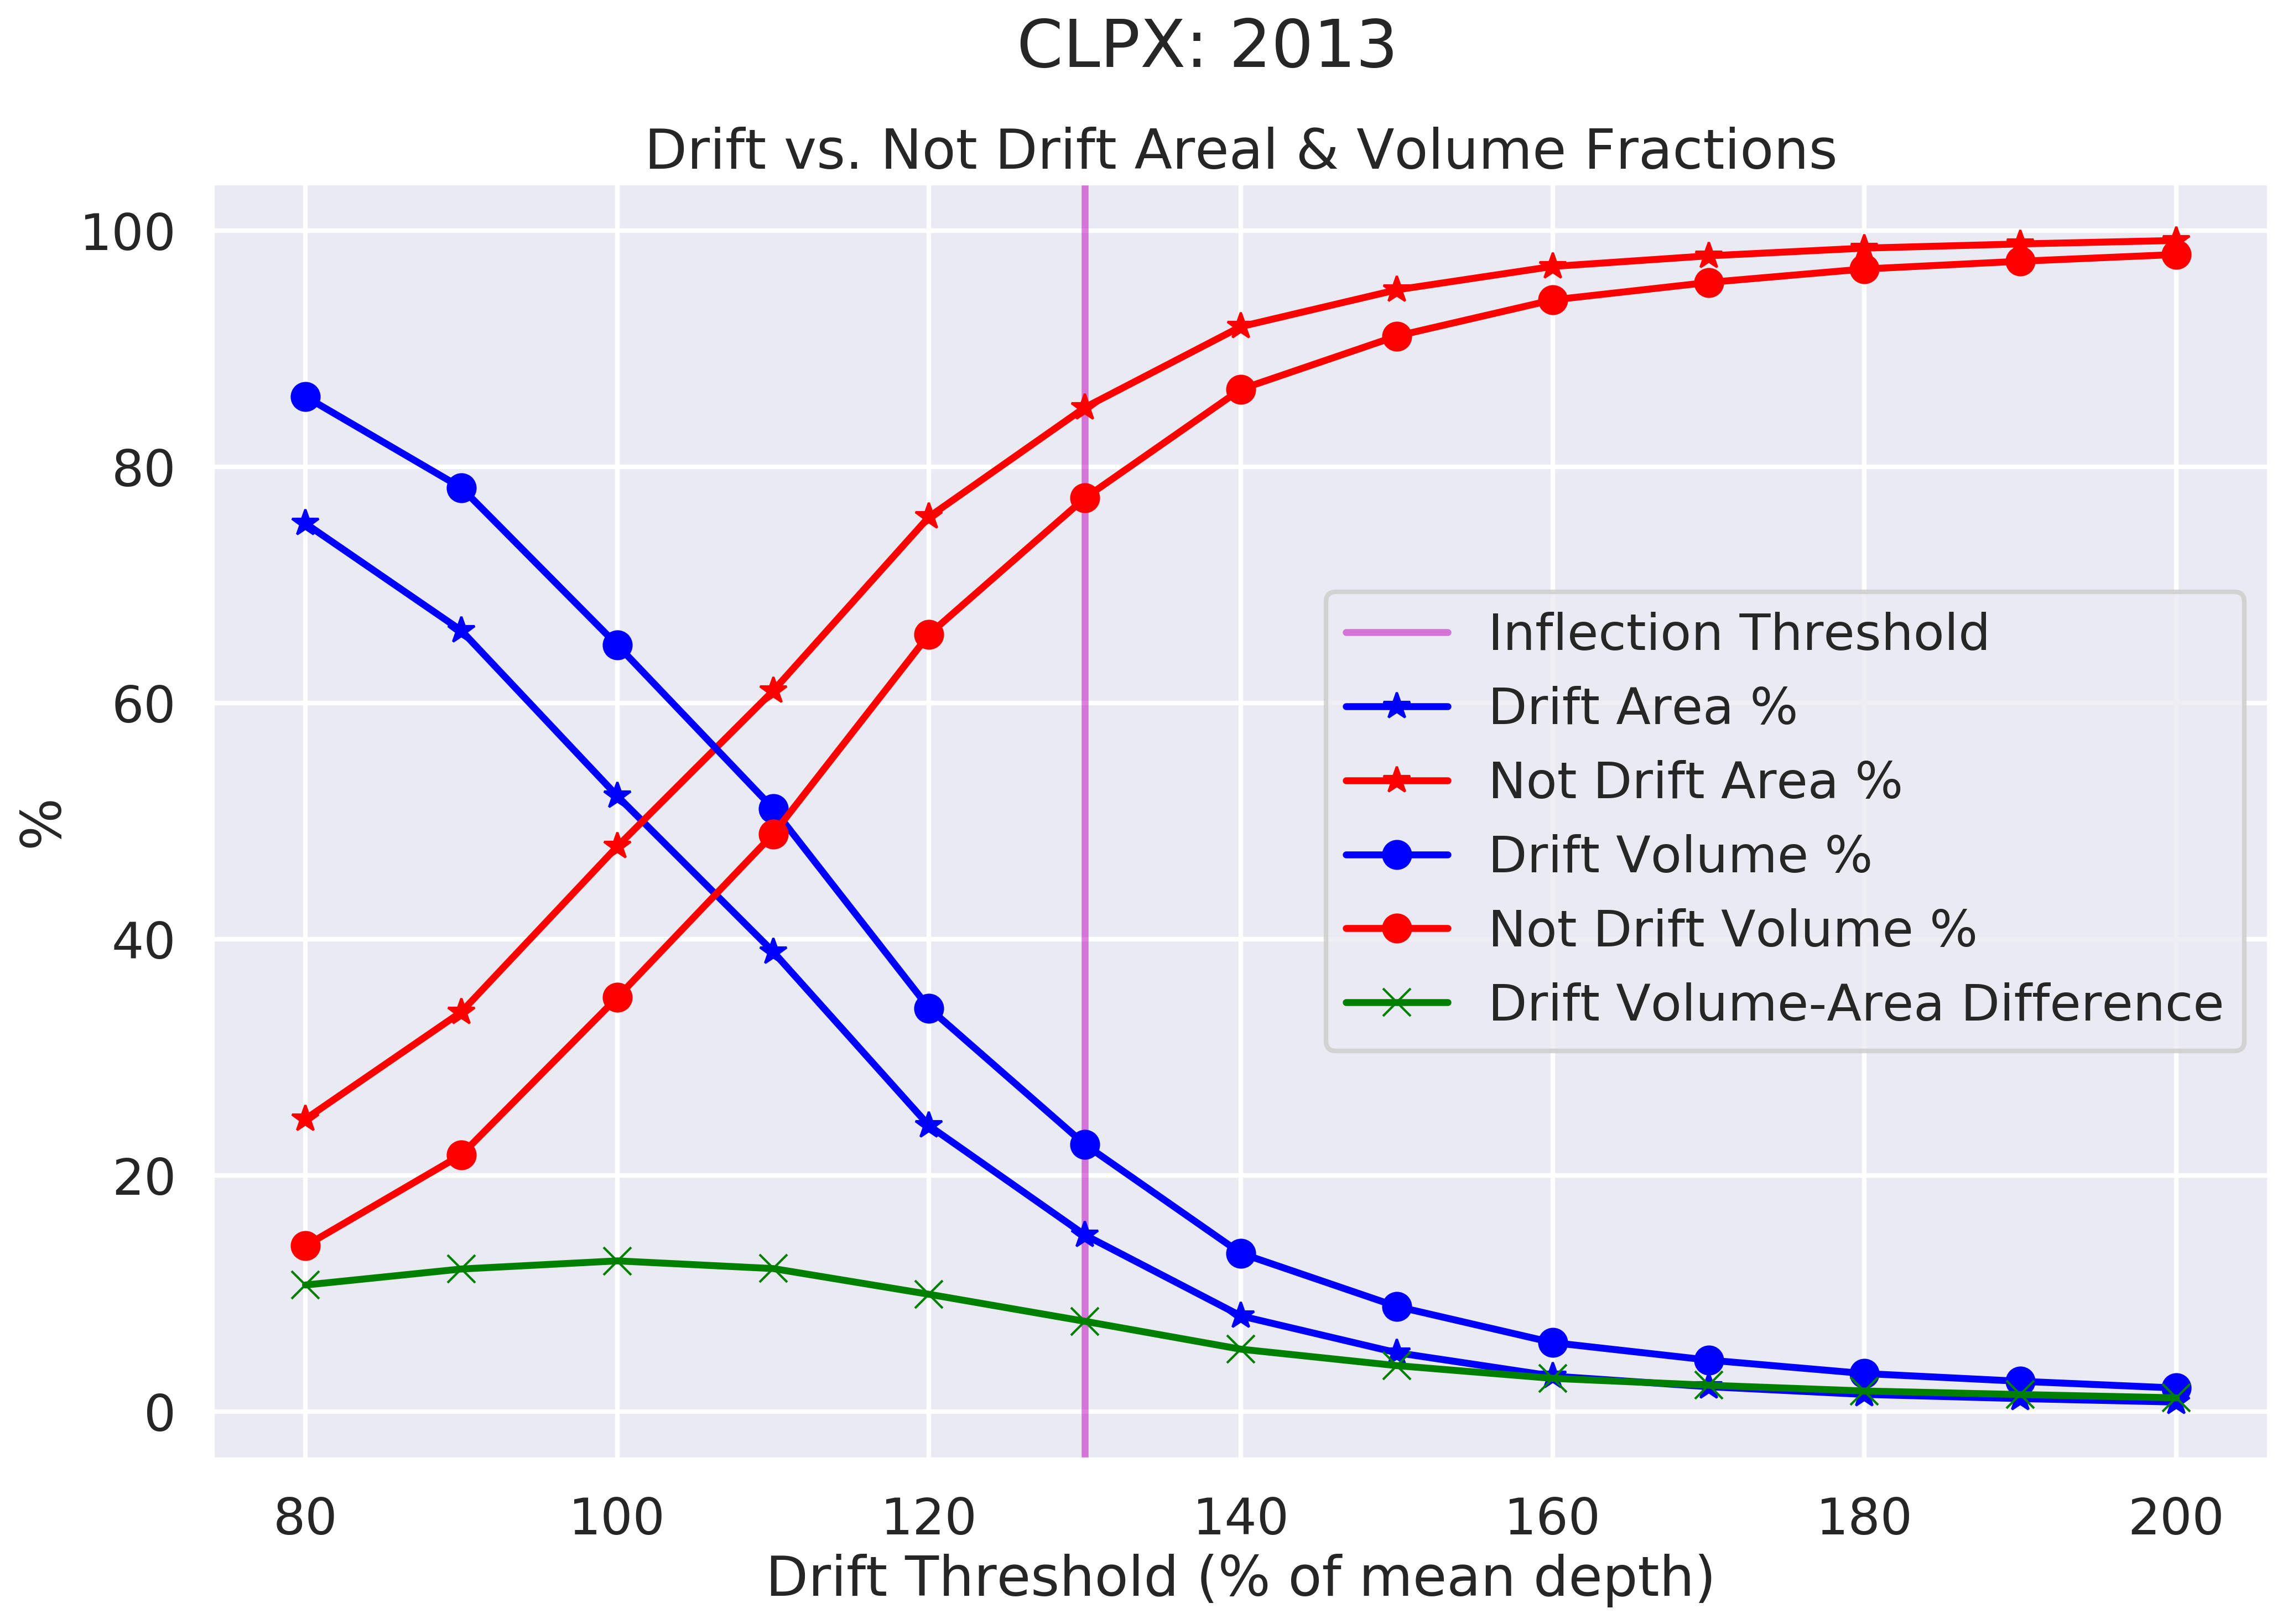 CLPX: 2013
Drift vs. Not Drift Areal & Volume Fractions
100
80
60
40
20
0
%
Inflection Threshold
Drift Area %
Not Drift Area %
Drift Volume %
Not Drift Volume %
Drift Volume-Area Difference
80 100 120 140 160 180 200
Drift Threshold (% of mean depth)